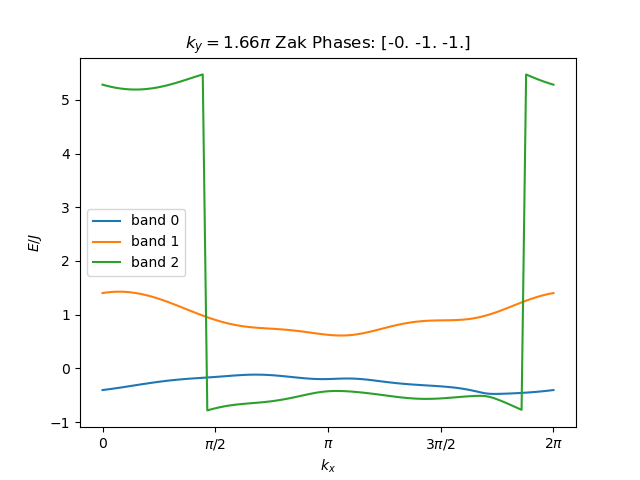 k_y = 1.66π Zak Phases: [-0. -1. -1.]
5
4
3
2
1
0
−1
E/J
band 0
band 1
band 2
0
π/2
π
3π/2
2π
k_x